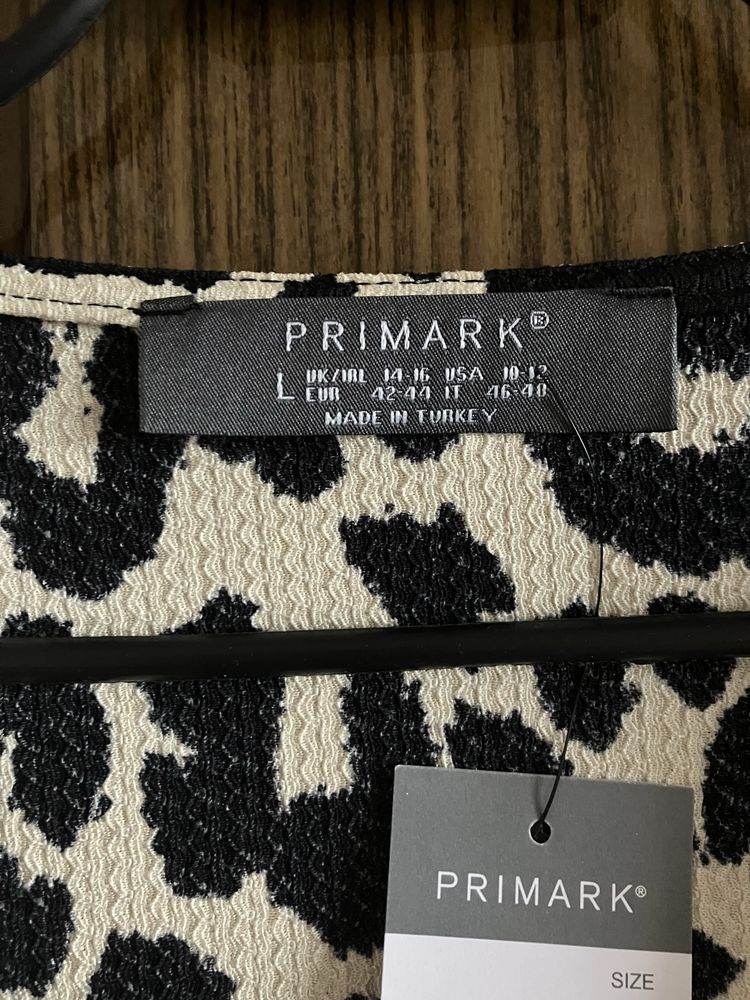 PRIMARK®
L UK/IRL 14-16 USA 10-12
EUR 42-44 IT 46-48
MADE IN TURKEY
PRIMARK®
SIZE